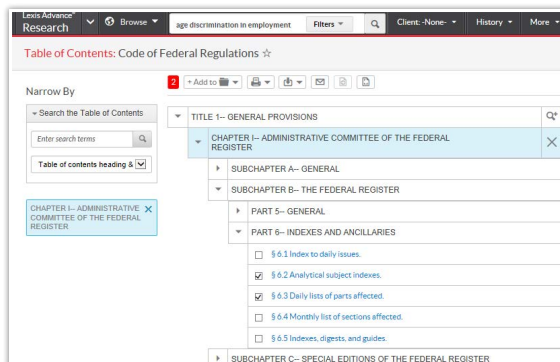 Lexis Advance®
Research
Browse
age discrimination in employment
Filters
Client: -None-
History
More
Table of Contents: Code of Federal Regulations
2
+ Add to
Narrow By
Search the Table of Contents
Enter search terms
Table of contents heading &
CHAPTER I-- ADMINISTRATIVE
COMMITTEE OF THE FEDERAL
REGISTER
TITLE 1-- GENERAL PROVISIONS
CHAPTER I-- ADMINISTRATIVE COMMITTEE OF THE FEDERAL
REGISTER
SUBCHAPTER A-- GENERAL
SUBCHAPTER B-- THE FEDERAL REGISTER
PART 5-- GENERAL
PART 6-- INDEXES AND ANCILLARIES
§ 6.1 Index to daily issues.
§ 6.2 Analytical subject indexes.
§ 6.3 Daily lists of parts affected.
§ 6.4 Monthly list of sections affected.
§ 6.5 Indexes, digests, and guides.
SUBCHAPTER C-- SPECIAL EDITIONS OF THE FEDERAL REGISTER